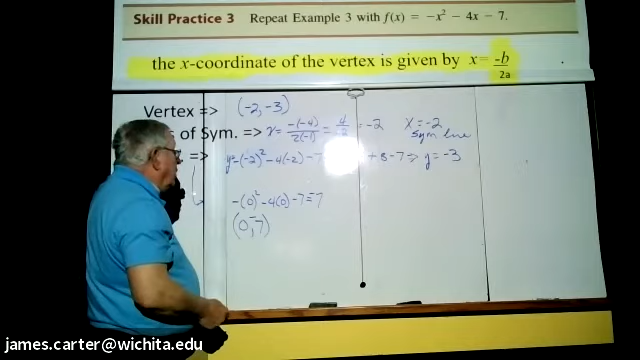 Skill Practice 3 Repeat Example 3 with f(x) = −x² − 4x − 7.
the x-coordinate of the vertex is given by x= -b/2a
Vertex => (-2, -3)
of Sym. => x = -(-4)/2(-1) = 4/-2 = -2 x = -2
Sym line
=> y = -(-2)² - 4(-2) - 7 + 8 - 7 => y = -3
-(0)² - 4(0) - 7 = -7
(0, -7)
james.carter@wichita.edu